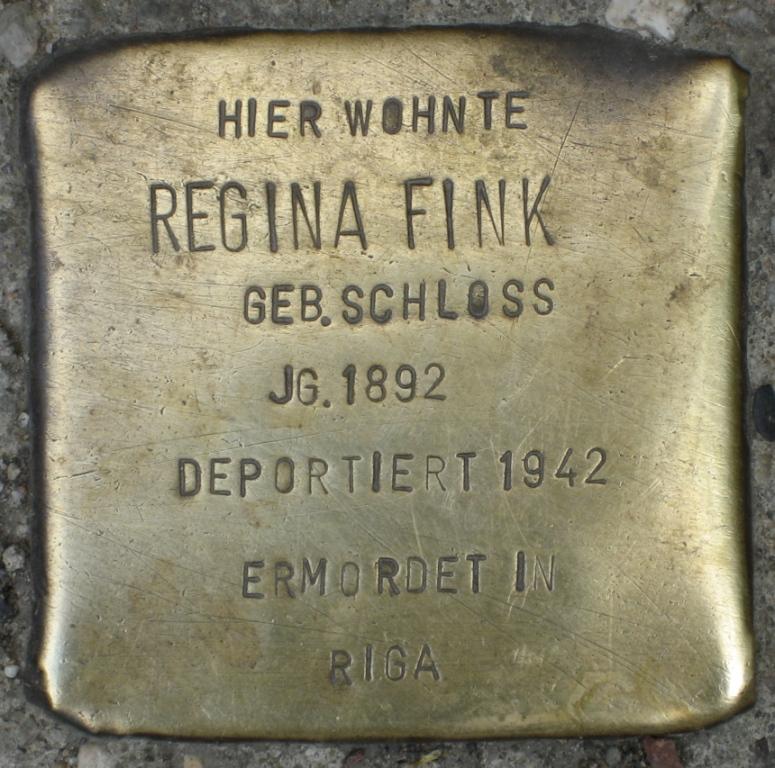 HIER WOHNTE
REGINA FINK
GEB. SCHLOSS
JG. 1892
DEPORTIERT 1942
ERMORDET IN
RIGA